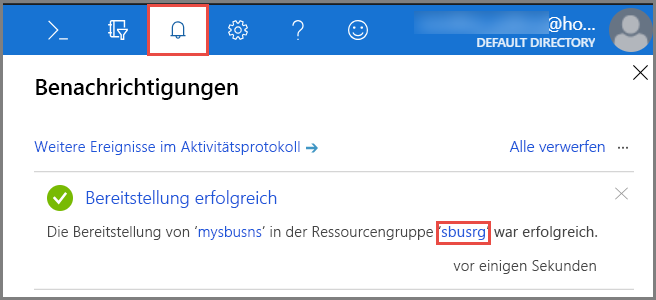 @ho...
DEFAULT DIRECTORY
Benachrichtigungen
Weitere Ereignisse im Aktivitätsprotokoll →
Alle verwerfen ...
Bereitstellung erfolgreich
Die Bereitstellung von ‘mysbusns’ in der Ressourcengruppe ‘sbusrg’ war erfolgreich.
vor einigen Sekunden